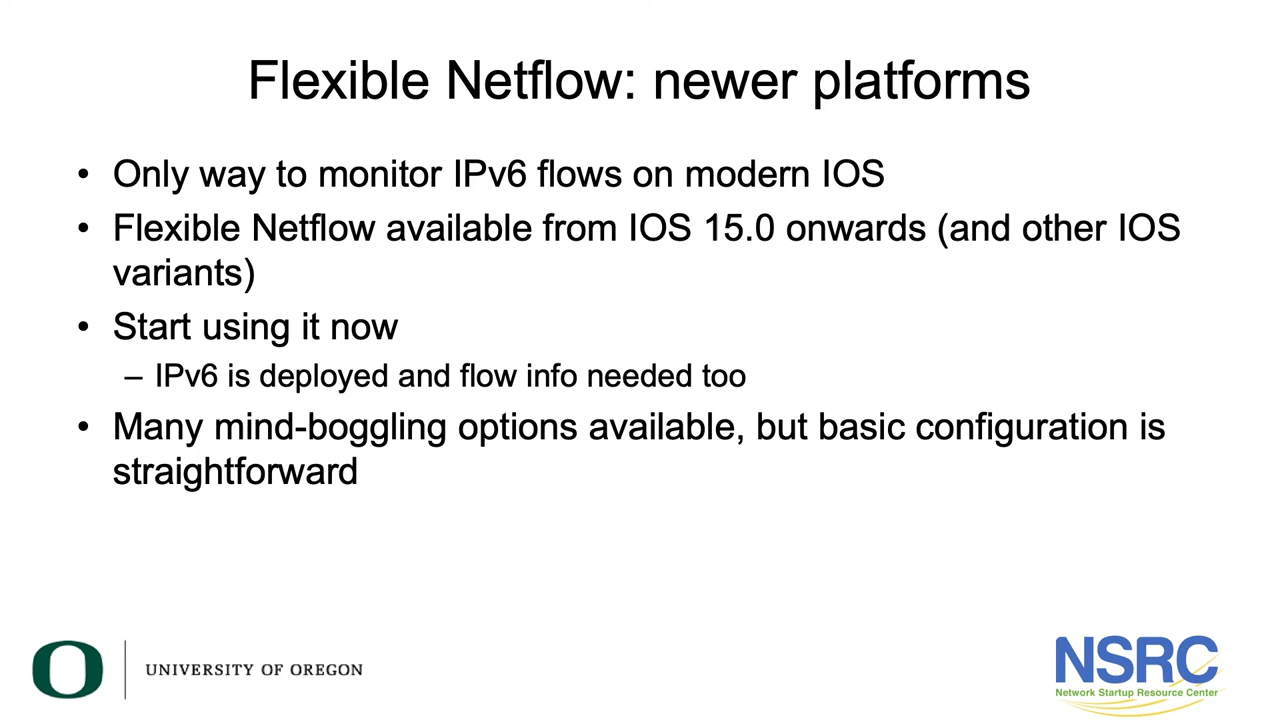 Flexible Netflow: newer platforms
• Only way to monitor IPv6 flows on modern IOS
• Flexible Netflow available from IOS 15.0 onwards (and other IOS
variants)
• Start using it now
– IPv6 is deployed and flow info needed too
• Many mind-boggling options available, but basic configuration is
straightforward
O
UNIVERSITY OF OREGON
NSRC
Network Startup Resource Center